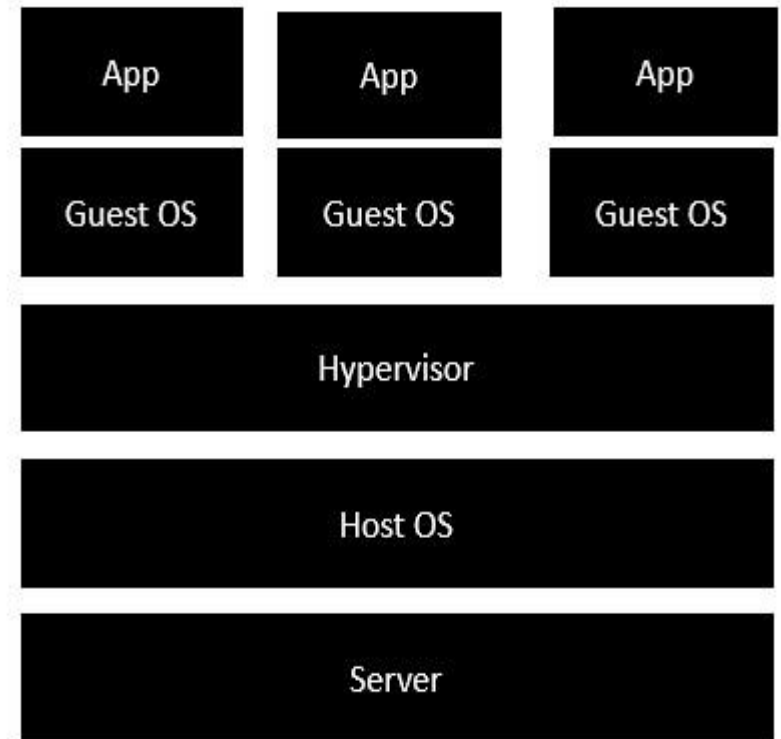 App App App
Guest OS Guest OS Guest OS
Hypervisor
Host OS
Server